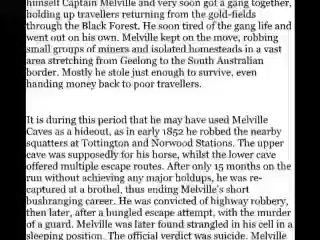 himself Captain Melville and very soon got a gang together,
holding up travellers returning from the gold-fields
through the Black Forest. He soon tired of the gang life and
went out on his own. Melville kept on the move, robbing
small groups of miners and isolated homesteads in a vast
area stretching from Geelong to the South Australian
border. Mostly he stole just enough to survive, even
handing money back to poor travellers.
It is during this period that he may have used Melville
Caves as a hideout, as in early 1852 he robbed the nearby
squatters at Tottington and Norwood Stations. The upper
cave was supposedly for his horse, whilst the lower cave
offered multiple escape routes. After only 15 months on the
run without achieving any major holdups, he was re-
captured at a brothel, thus ending Melville's short
bushranging career. He was convicted of highway robbery,
then later, after a bungled escape attempt, with the murder
of a guard. Melville was later found strangled in his cell in a
sleeping position. The official verdict was suicide. Melville